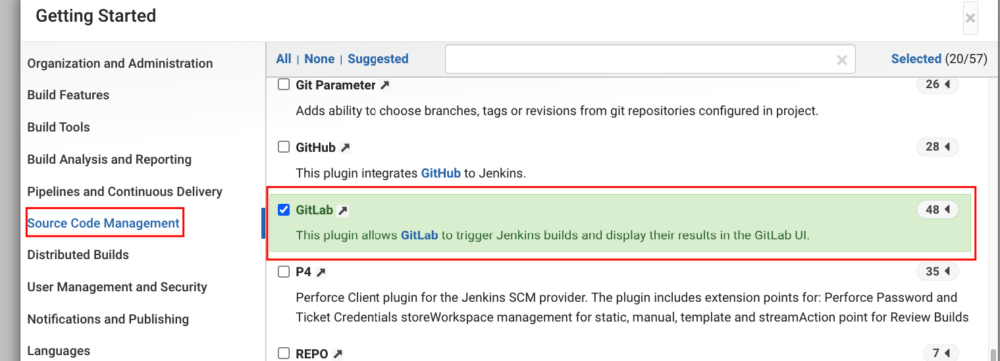 Getting Started
×
All | None | Suggested
×
Selected (20/57)
Organization and Administration
Build Features
Build Tools
Build Analysis and Reporting
Pipelines and Continuous Delivery
Source Code Management
Distributed Builds
User Management and Security
Notifications and Publishing
Languages
Git Parameter
26
Adds ability to choose branches, tags or revisions from git repositories configured in project.
GitHub
28
This plugin integrates GitHub to Jenkins.
GitLab
48
This plugin allows GitLab to trigger Jenkins builds and display their results in the GitLab UI.
P4
35
Perforce Client plugin for the Jenkins SCM provider. The plugin includes extension points for: Perforce Password and
Ticket Credentials storeWorkspace management for static, manual, template and streamAction point for Review Builds
REPO
7